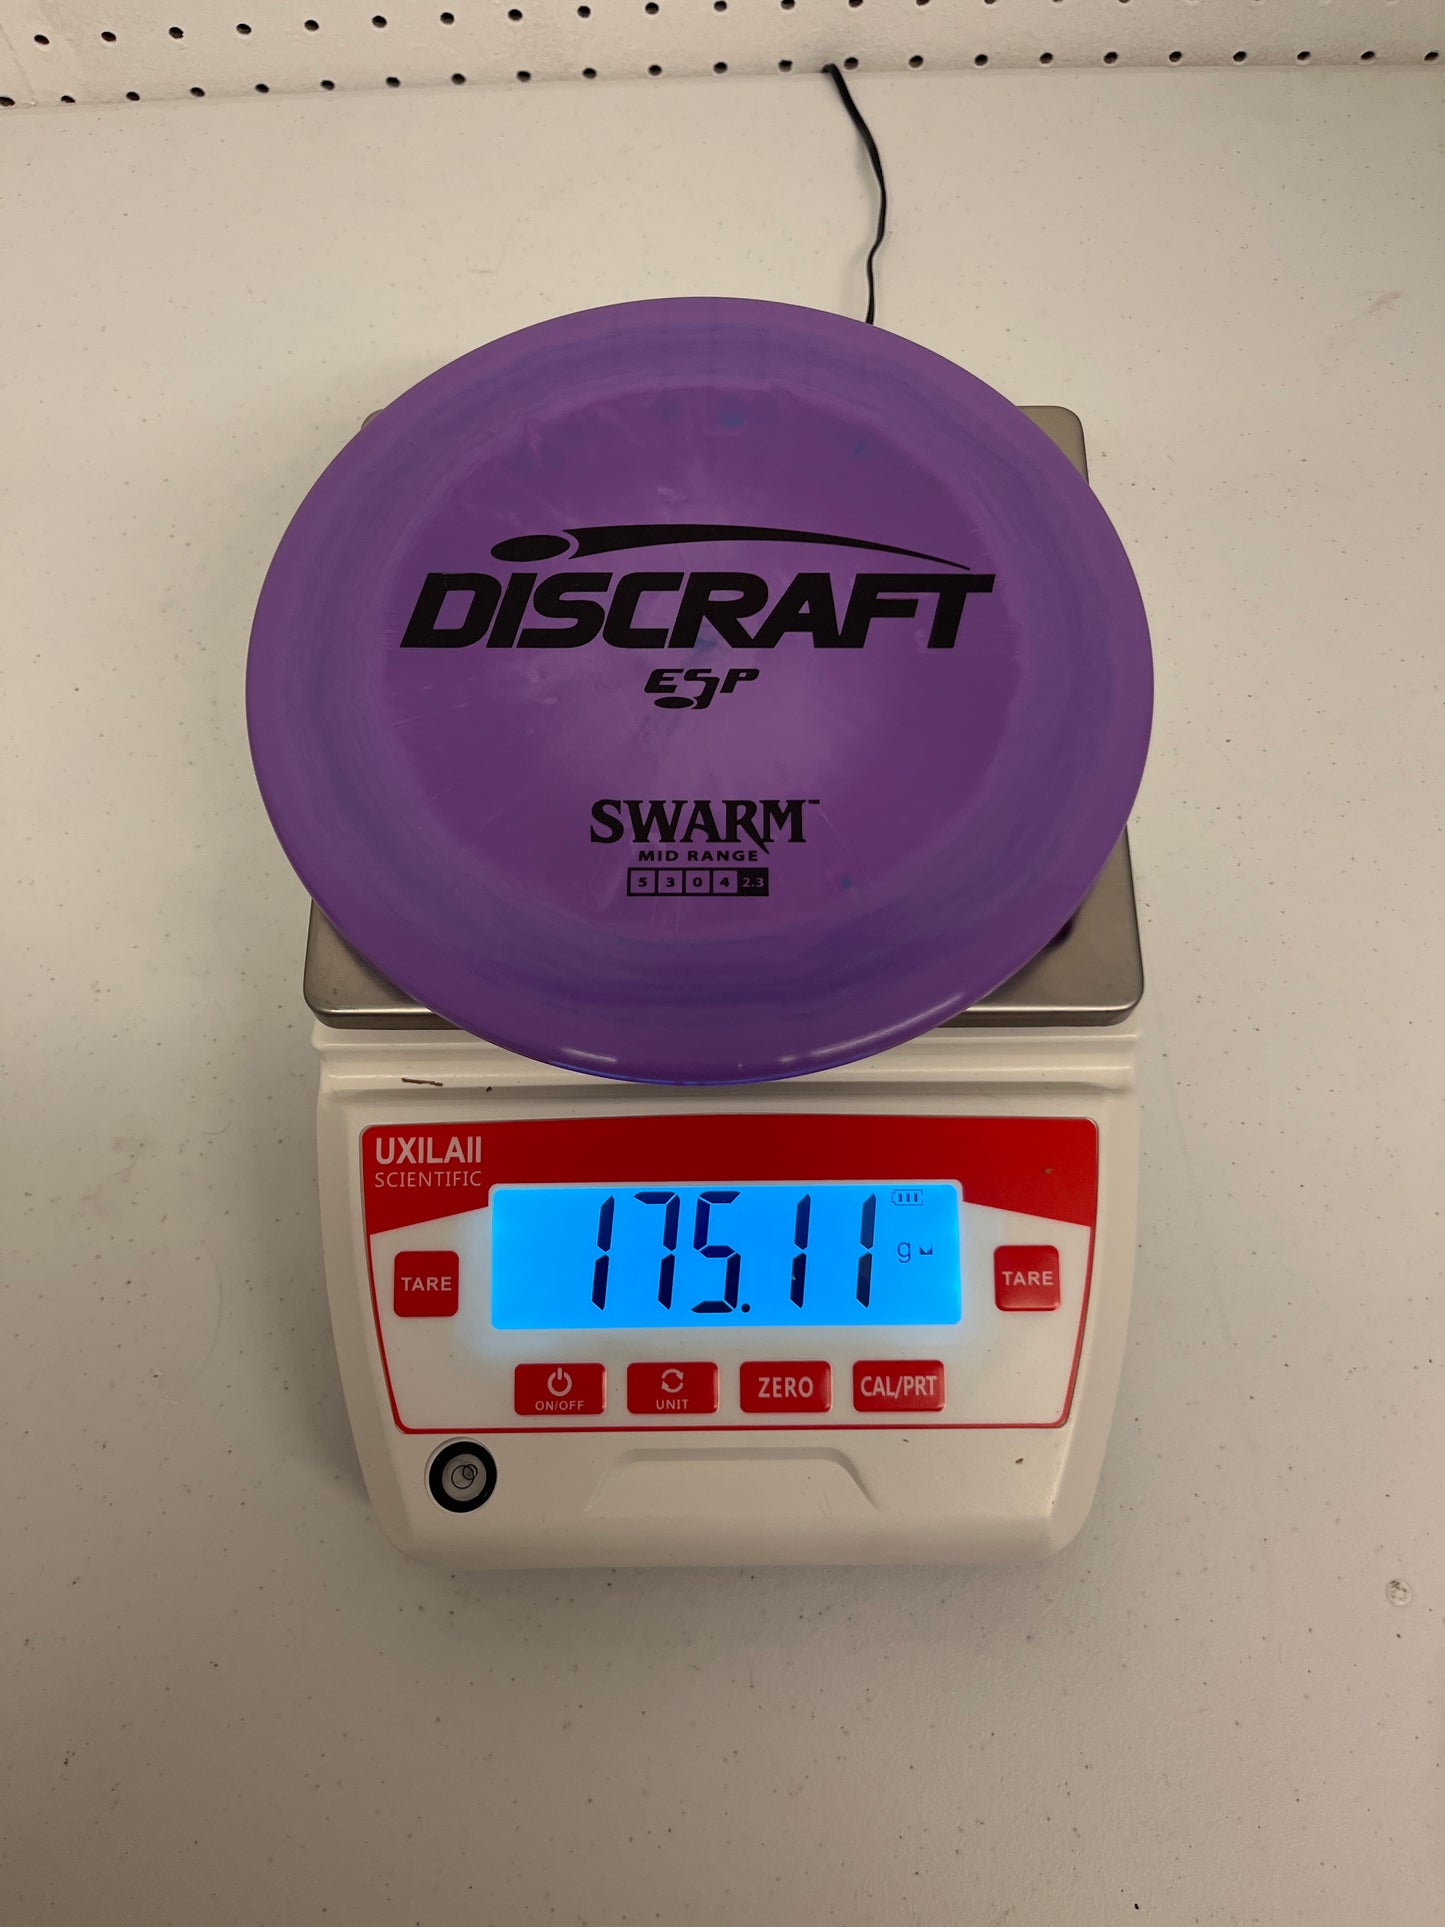 DISCRAFT
ESP
SWARM™
MID RANGE
5 3 0 4 2.3
UXILAII
SCIENTIFIC
175.11 g
TARE
TARE
ON/OFF
UNIT
ZERO
CAL/PRT